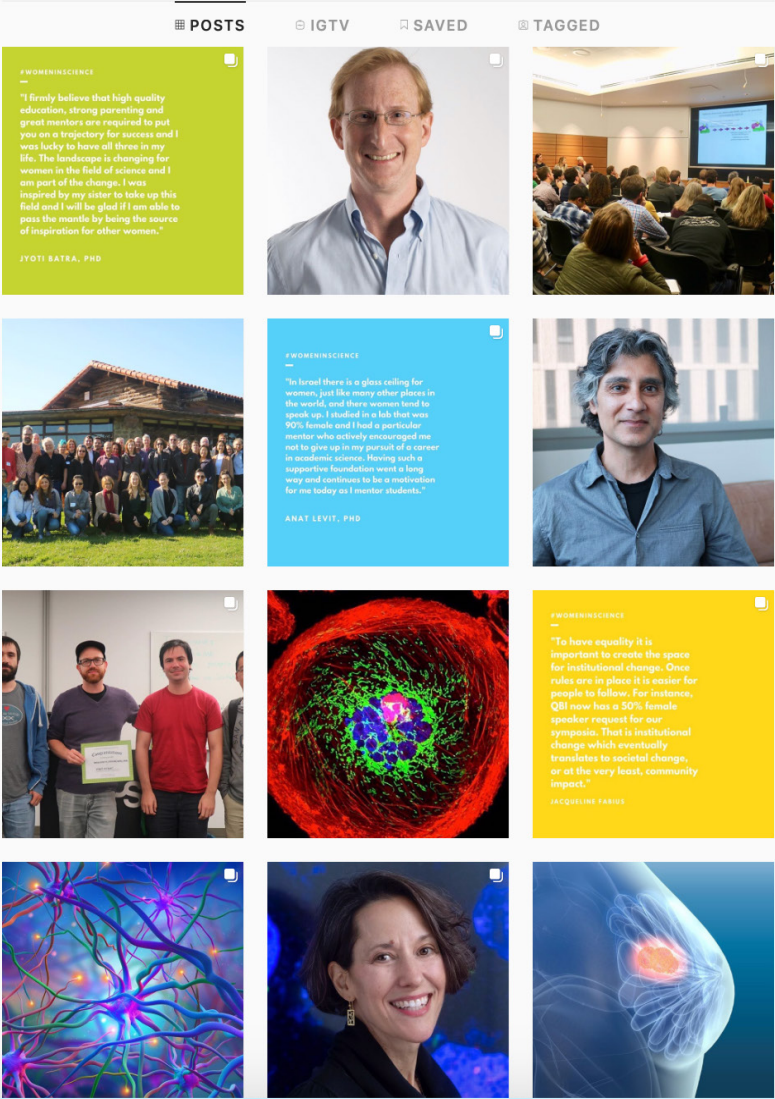 POSTS
IGTV
SAVED
TAGGED
#WOMENINSCIENCE
"I firmly believe that high quality
education, strong parenting and
great mentors are required to put
you on a trajectory for success and I
was lucky to have all three in my
life. The landscape is changing for
women in the field of science and I
am part of the change. I was
inspired by my sister to take up this
field and I will be glad if I am able to
pass the mantle by being the source
of inspiration for other women."
JYOTI BATRA, PHD
#WOMENINSCIENCE
"In Israel there is a glass ceiling for
women, just like many other places in
the world, and there women tend to
speak up. I studied in a lab that was
90% female and I had a particular
mentor who actively encouraged me
not to give up in my pursuit of a career
in academic science. Having such a
supportive foundation went a long
way and continues to be a motivation
for me today as I mentor students."
ANAT LEVIT, PHD
#WOMENINSCIENCE
"To have equality it is
important to create the space
for institutional change. Once
rules are in place it is easier for
people to follow. For instance,
QBI now has a 50% female
speaker request for our
symposia. That is institutional
change which eventually
translates to societal change,
or at the very least, community
impact."
JACQUELINE FABIUS